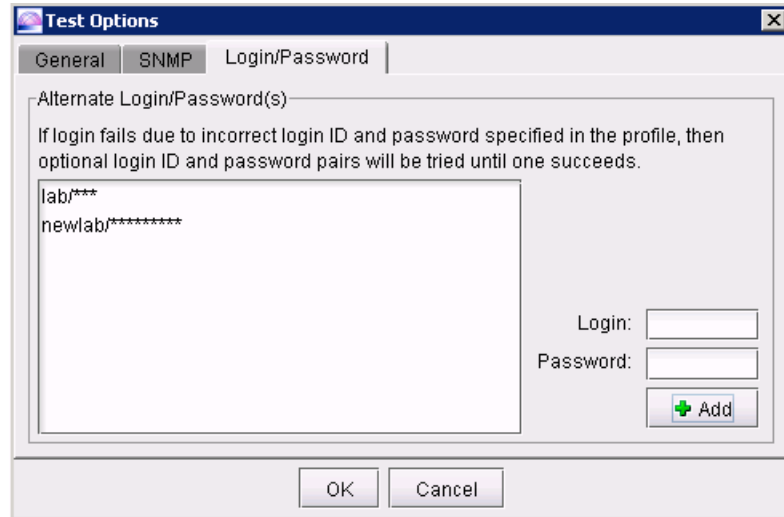 Test Options
General SNMP Login/Password
Alternate Login/Password(s)
If login fails due to incorrect login ID and password specified in the profile, then
optional login ID and password pairs will be tried until one succeeds.
lab/***
newlab/*********
Login:
Password:
Add
OK Cancel